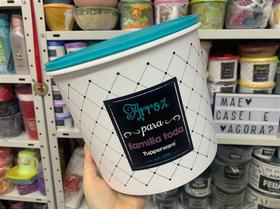 Arroz
para
família toda
Tupperware
MAE
CASEI E
AGORA?